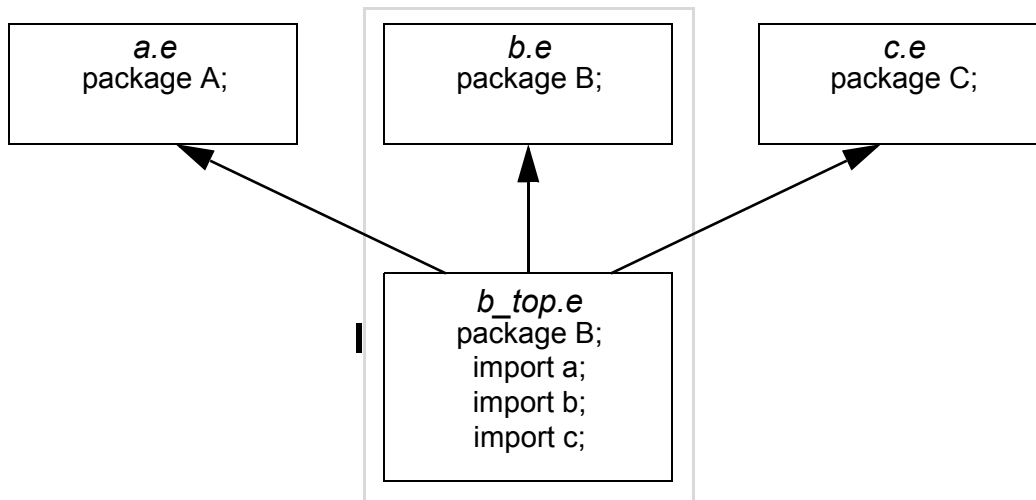 a.e
package A;
b.e
package B;
c.e
package C;
b_top.e
package B;
import a;
import b;
import c;